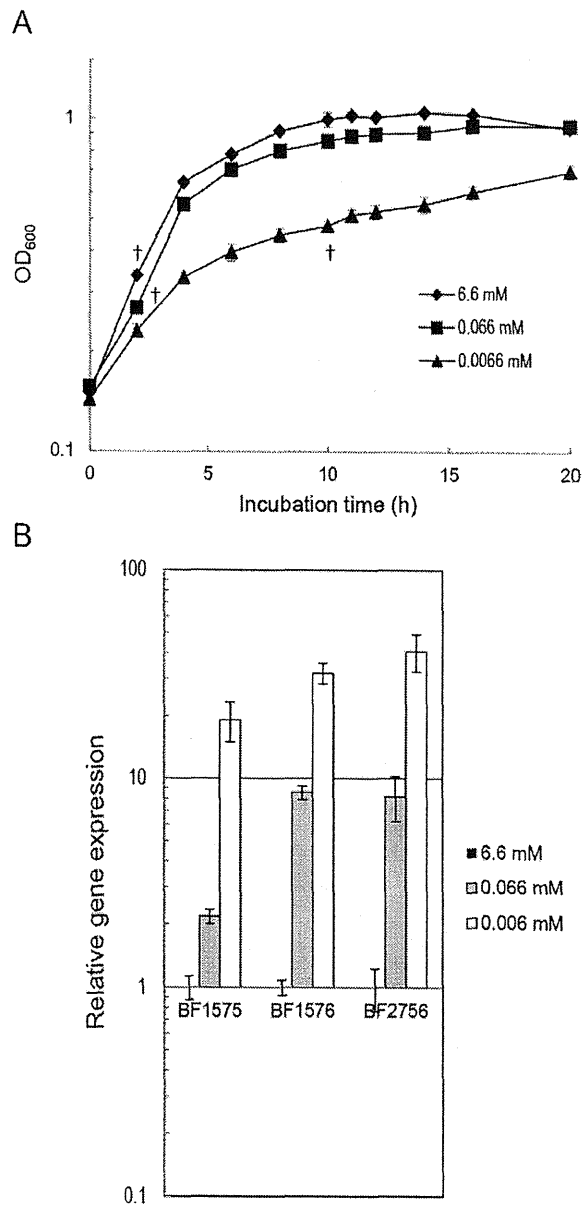 A
1
†
†
†
OD600
6.6 mM
0.066 mM
0.0066 mM
0.1
0 5 10 15 20
Incubation time (h)
B
100
10
1
0.1
Relative gene expression
BF1575 BF1576 BF2756
6.6 mM
0.066 mM
0.006 mM